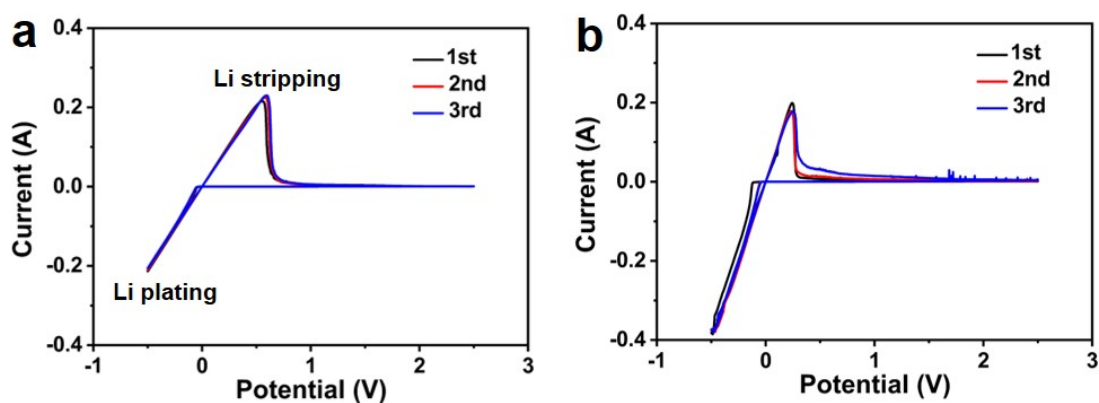 a
0.4
0.2
0.0
-0.2
-0.4
Current (A)
Li stripping
Li plating
1st
2nd
3rd
-1
0
1
2
3
Potential (V)
b
0.4
0.2
0.0
-0.2
-0.4
Current (A)
1st
2nd
3rd
-1
0
1
2
3
Potential (V)